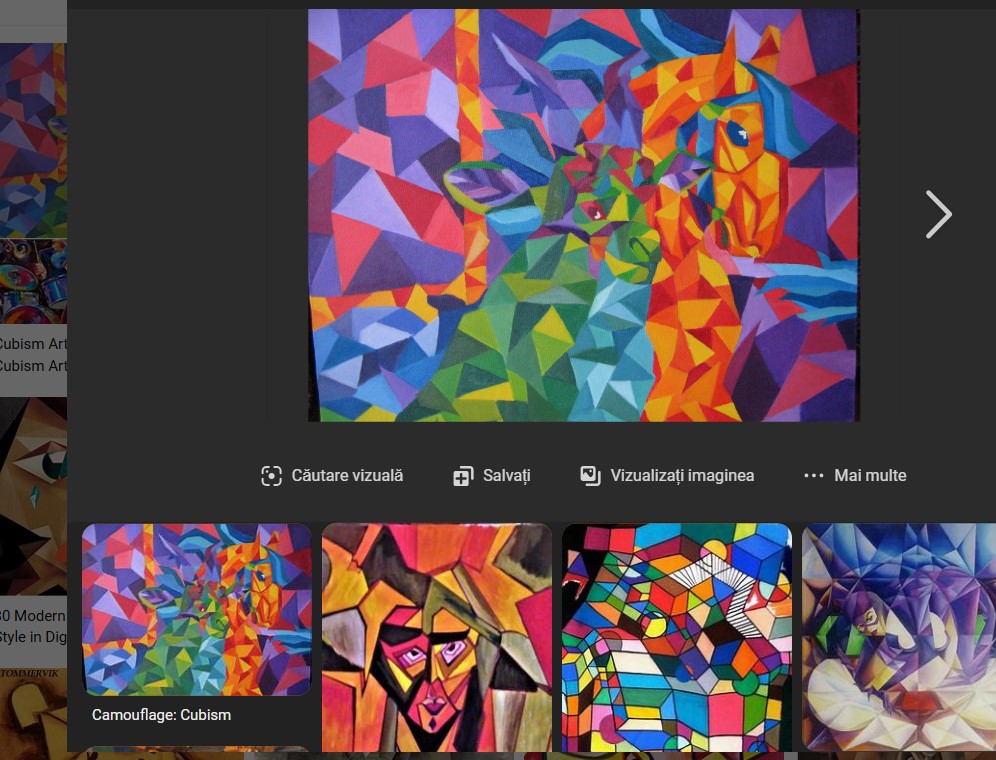 Cubism Art
Cubism Art
30 Modern
Style in Dig
TOMMERVIK
Căutare vizuală
Salvați
Vizualizați imaginea
Mai multe
Camouflage: Cubism